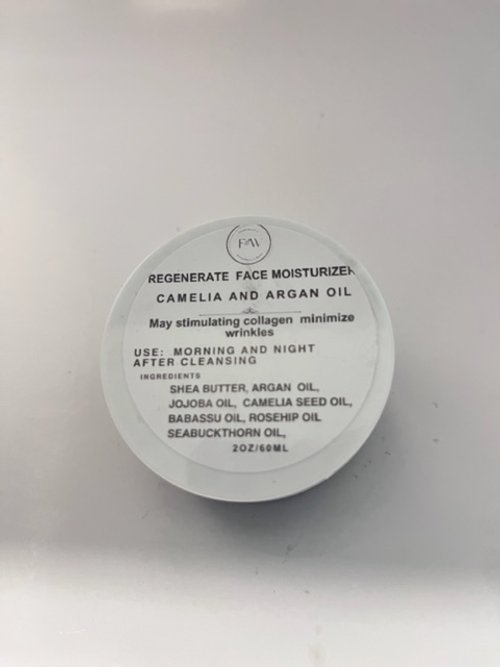 REGENERATE FACE MOISTURIZER
CAMELIA AND ARGAN OIL
May stimulating collagen minimize
wrinkles
USE: MORNING AND NIGHT
AFTER CLEANSING
INGREDIENTS
SHEA BUTTER, ARGAN OIL,
JOJOBA OIL, CAMELIA SEED OIL,
BABASSU OIL, ROSEHIP OIL
SEABUCKTHORN OIL,
2OZ/60ML